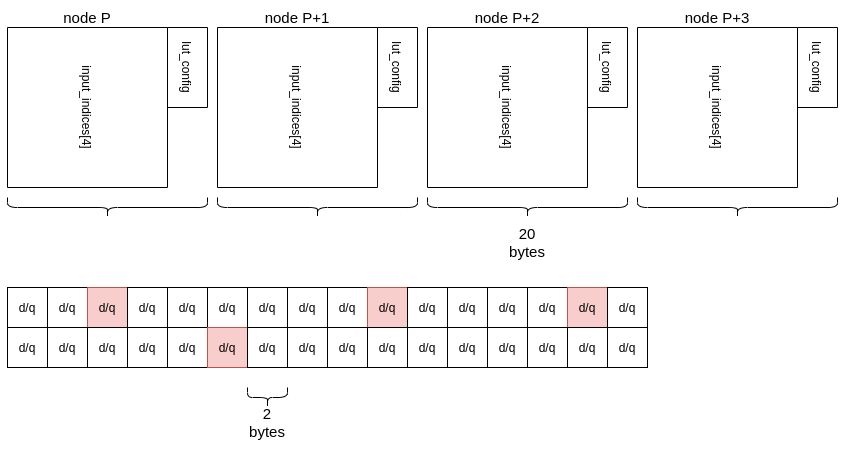 node P
node P+1
node P+2
node P+3
input_indices[4]
lut_config
input_indices[4]
lut_config
input_indices[4]
lut_config
input_indices[4]
lut_config
20
bytes
d/q d/q d/q d/q d/q d/q d/q d/q d/q d/q d/q d/q d/q d/q d/q d/q
d/q d/q d/q d/q d/q d/q d/q d/q d/q d/q d/q d/q d/q d/q d/q d/q
2
bytes